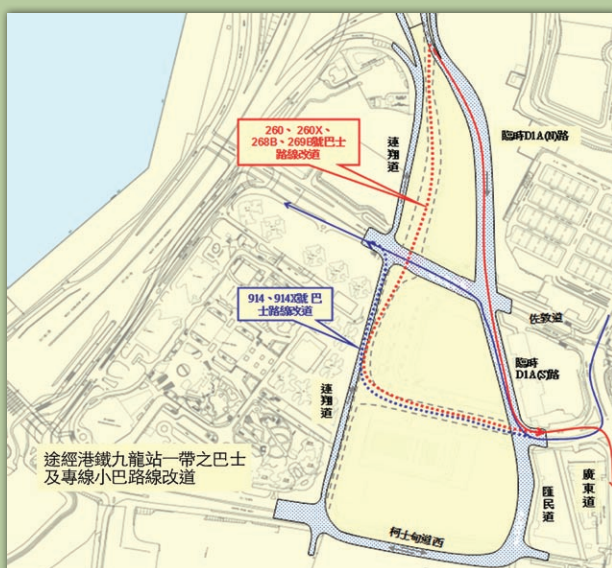 260、 260X、
268B、269B號巴士
路線改道
連翔道
臨時D1A(N)路
914、914X號 巴
士路線改道
佐敦道
臨時
D1A(S)路
連翔道
途經港鐵九龍站一帶之巴士
及專線小巴路線改道
匯民道
廣東道
柯士甸道西